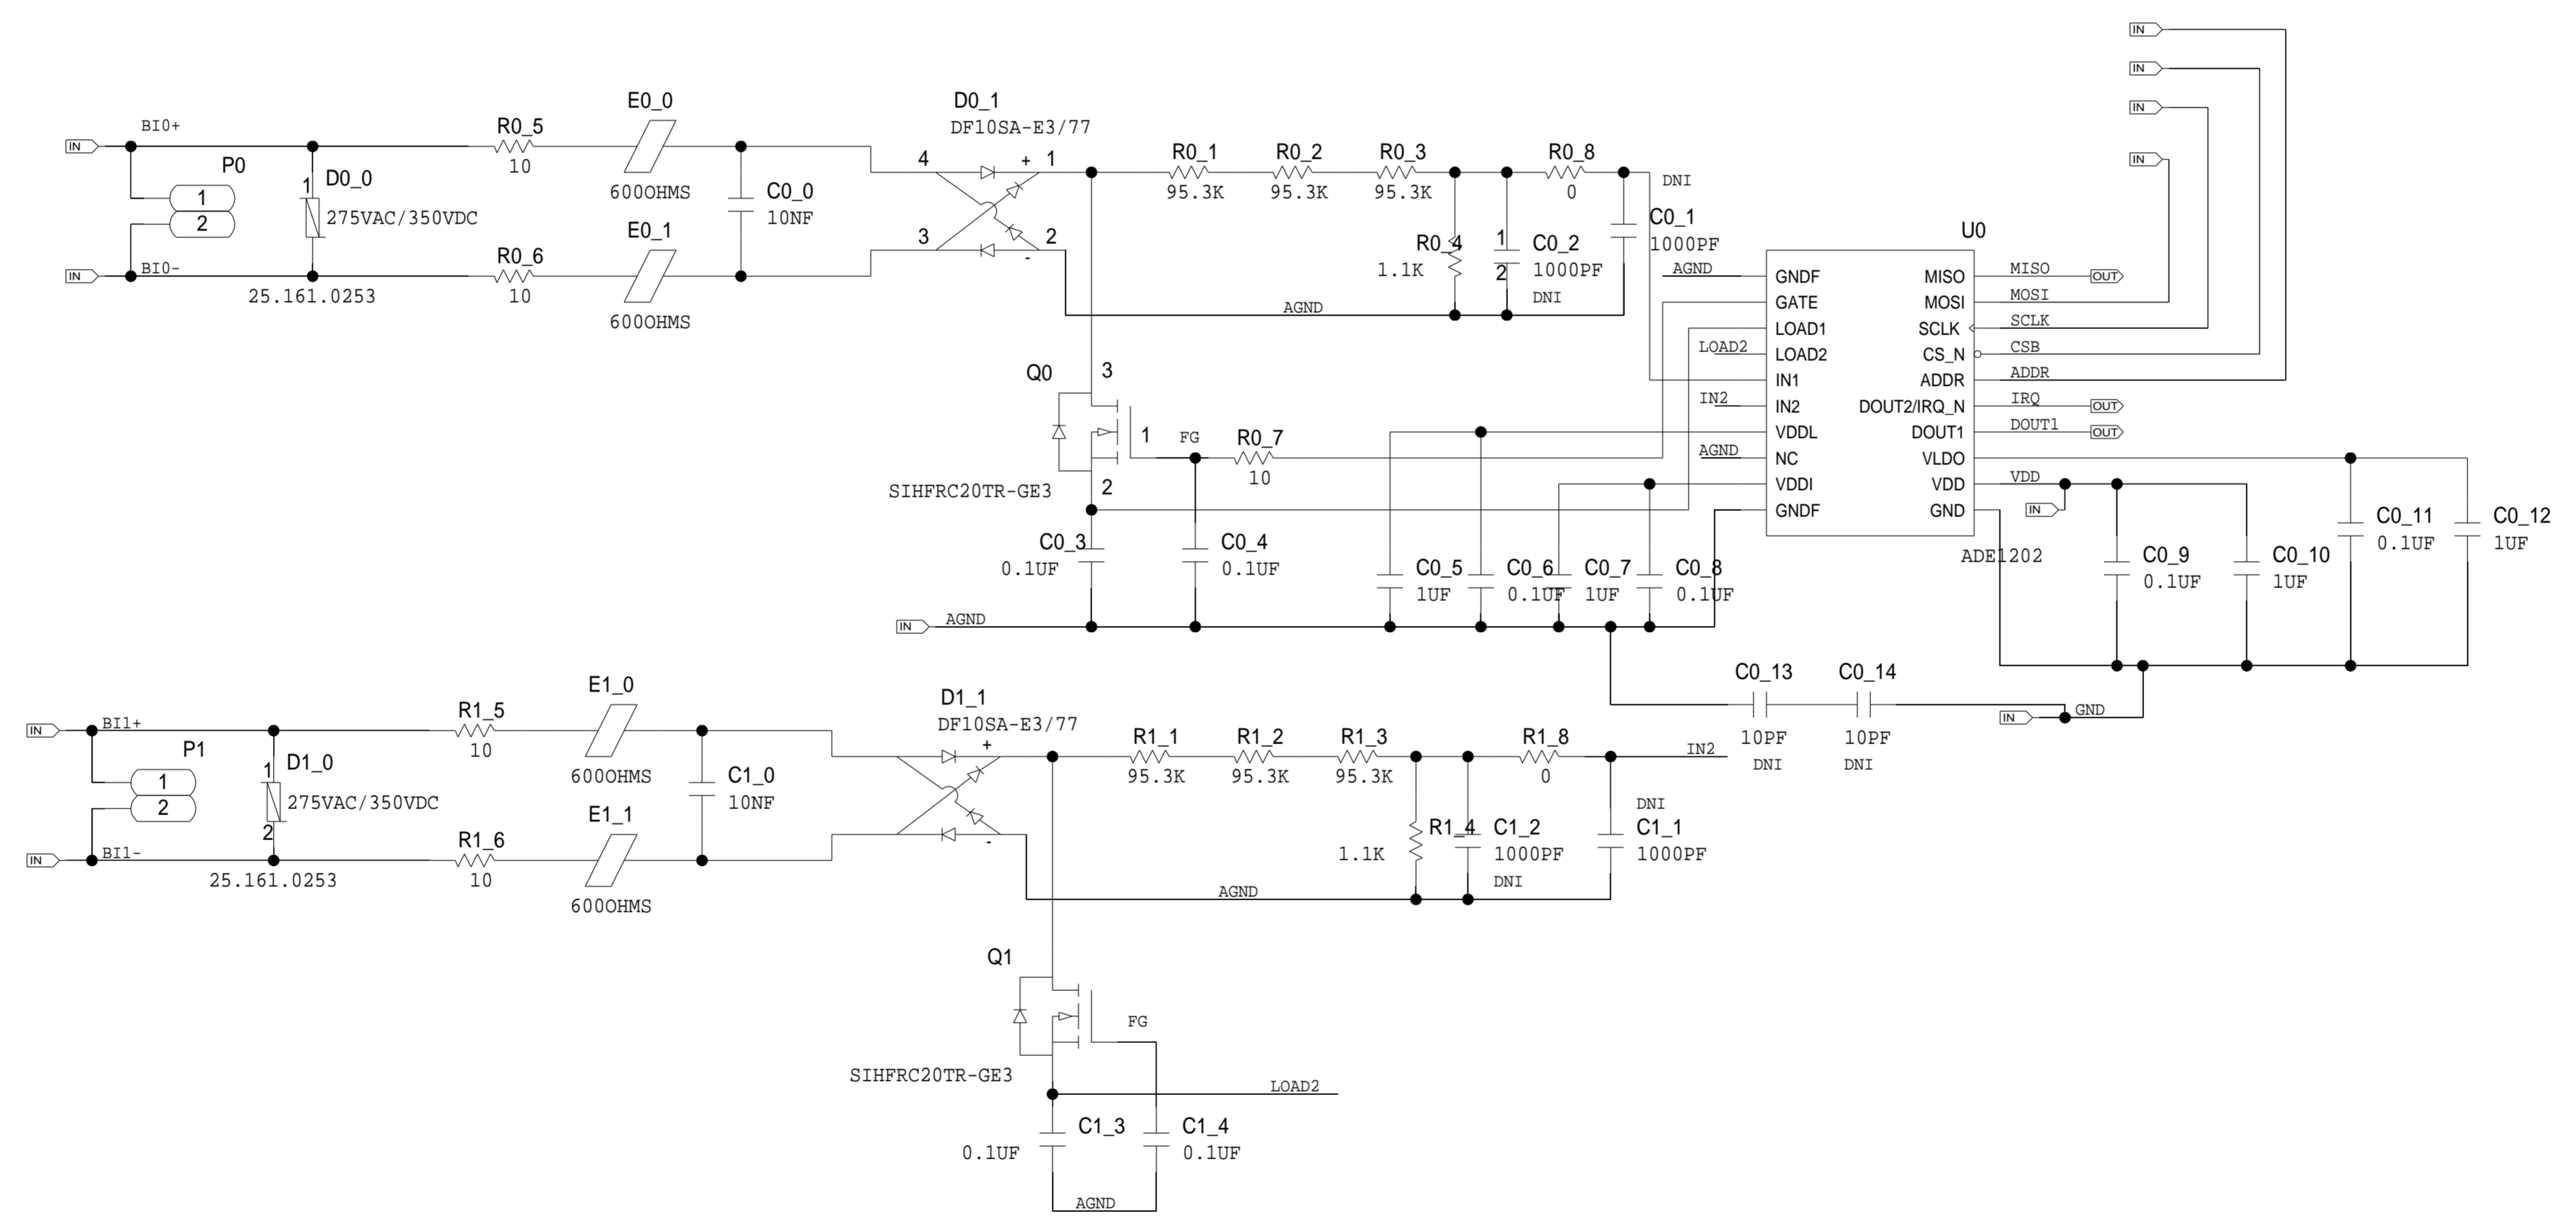 IN
IN
IN
IN
BI0+
IN
P0
1
2
D0_0
1
275VAC/350VDC
IN
BI0-
25.161.0253
R0_5
10
R0_6
10
E0_0
600OHMS
E0_1
600OHMS
C0_0
10NF
D0_1
DF10SA-E3/77
4
+
1
3
2
-
R0_1
95.3K
R0_2
95.3K
R0_3
95.3K
R0_8
0
DNI
C0_1
1000PF
R0_4
1.1K
1
2
C0_2
1000PF
DNI
AGND
Q0
3
1
2
FG
R0_7
10
SIHFRC20TR-GE3
C0_3
0.1UF
C0_4
0.1UF
C0_5
1UF
C0_6
0.1UF
C0_7
1UF
C0_8
0.1UF
IN
AGND
U0
AGND
LOAD2
IN2
AGND
GNDF
GATE
LOAD1
LOAD2
IN1
IN2
VDDL
NC
VDDI
GNDF
MISO
MOSI
SCLK
CS_N
ADDR
DOUT2/IRQ_N
DOUT1
VLDO
VDD
GND
MISO
OUT
MOSI
SCLK
CSB
ADDR
IRQ
OUT
DOUT1
OUT
VDD
IN
ADE1202
C0_9
0.1UF
C0_10
1UF
C0_11
0.1UF
C0_12
1UF
C0_13
10PF
DNI
C0_14
10PF
DNI
IN
GND
IN
BI1+
P1
1
2
D1_0
1
275VAC/350VDC
2
IN
BI1-
25.161.0253
R1_5
10
R1_6
10
E1_0
600OHMS
E1_1
600OHMS
C1_0
10NF
D1_1
DF10SA-E3/77
+
-
R1_1
95.3K
R1_2
95.3K
R1_3
95.3K
R1_8
0
IN2
R1_4
1.1K
C1_2
1000PF
DNI
DNI
C1_1
1000PF
AGND
Q1
FG
SIHFRC20TR-GE3
LOAD2
C1_3
0.1UF
C1_4
0.1UF
AGND